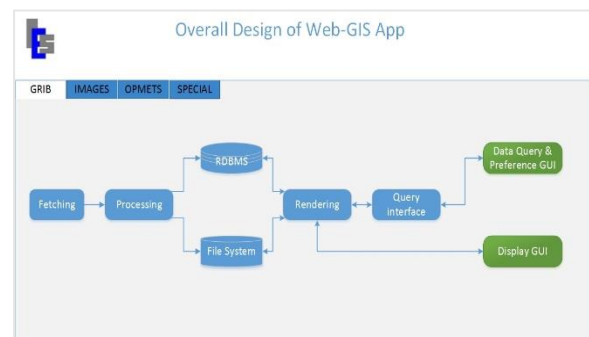 Overall Design of Web-GIS App
GRIB IMAGES OPMETS SPECIAL
RDBMS
Data Query &
Preference GUI
Fetching
Processing
Rendering
Query
interface
File System
Display GUI